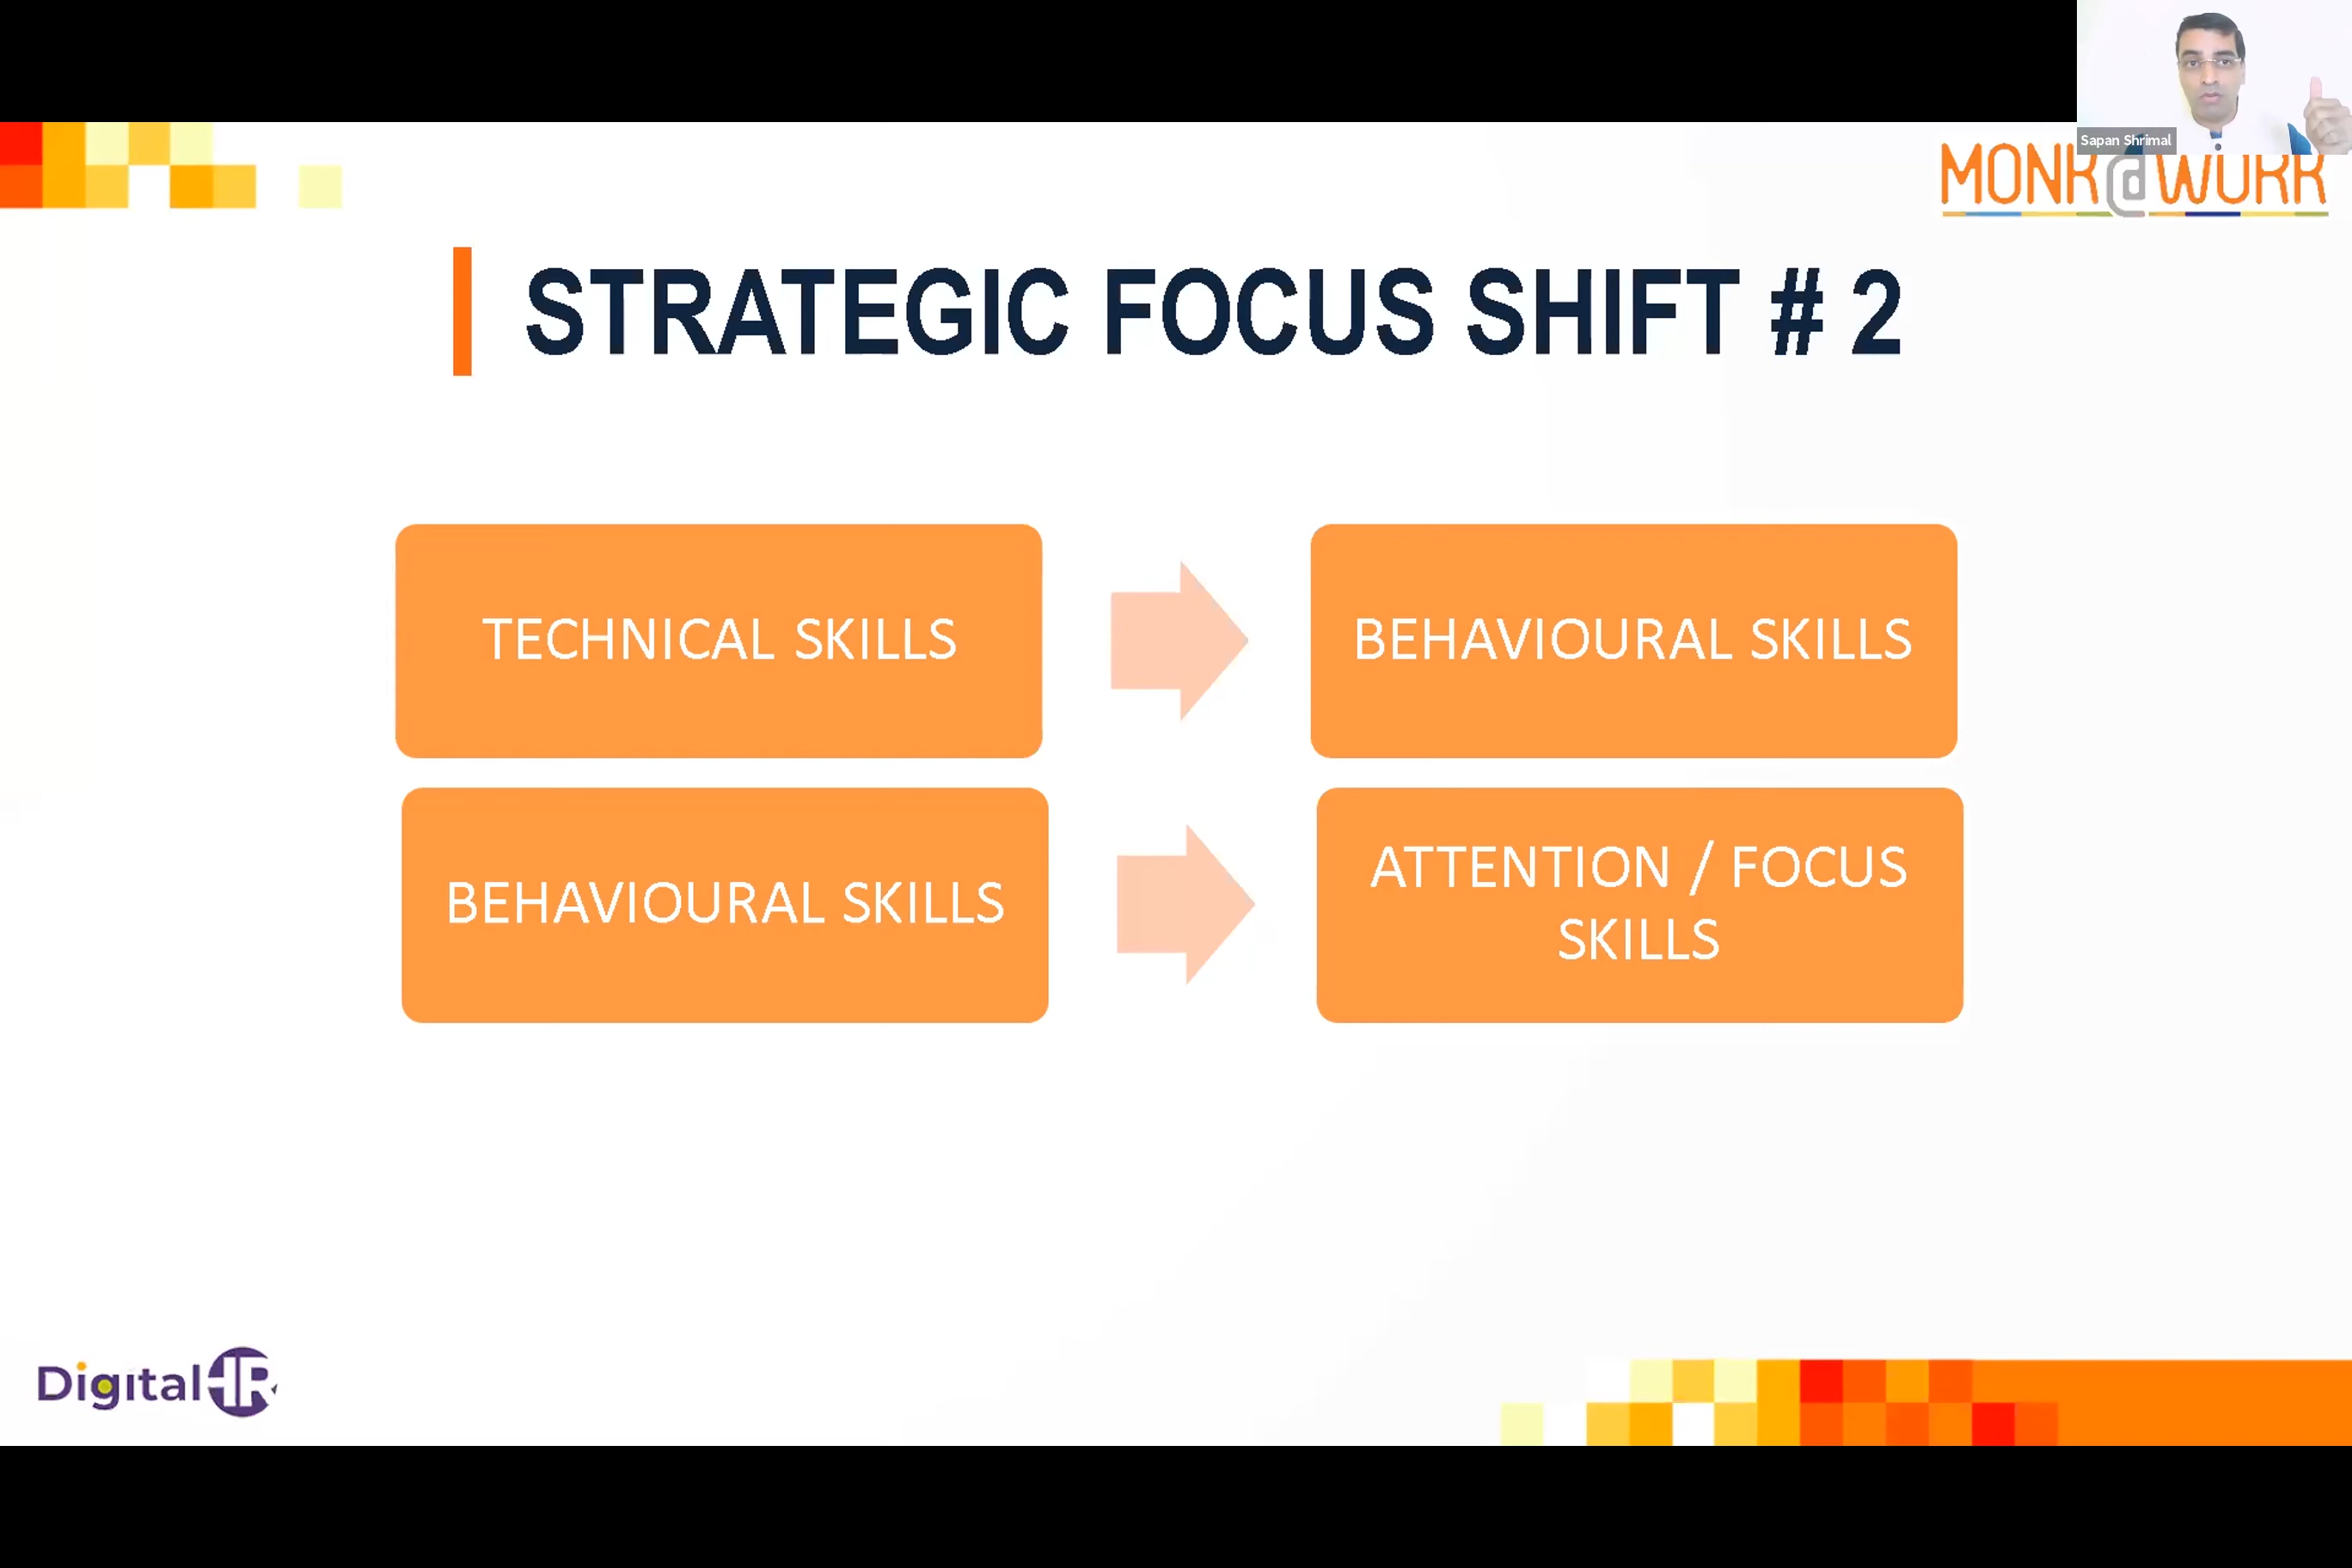 Sapan Shrimal
MONK@WORK
STRATEGIC FOCUS SHIFT # 2
TECHNICAL SKILLS
BEHAVIOURAL SKILLS
BEHAVIOURAL SKILLS
ATTENTION / FOCUS
SKILLS
DigitalHR